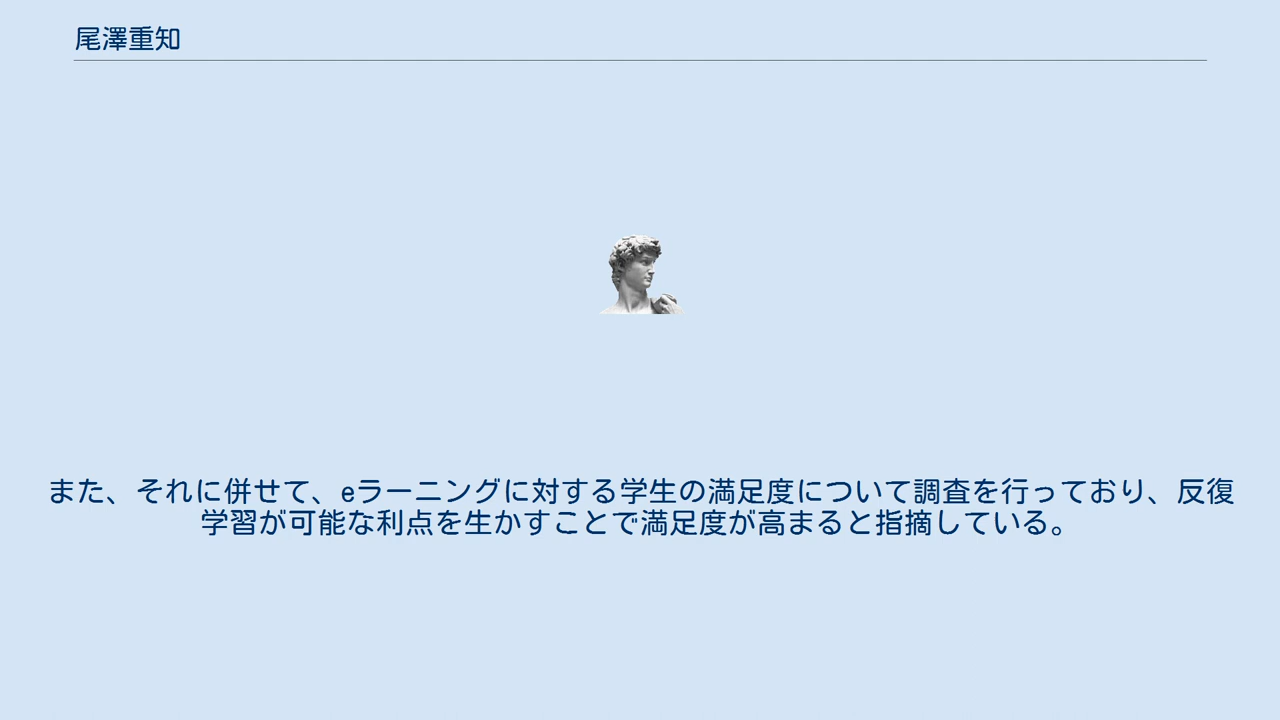 尾澤重知
また、それに併せて、eラーニングに対する学生の満足度について調査を行っており、反復
学習が可能な利点を生かすことで満足度が高まると指摘している。